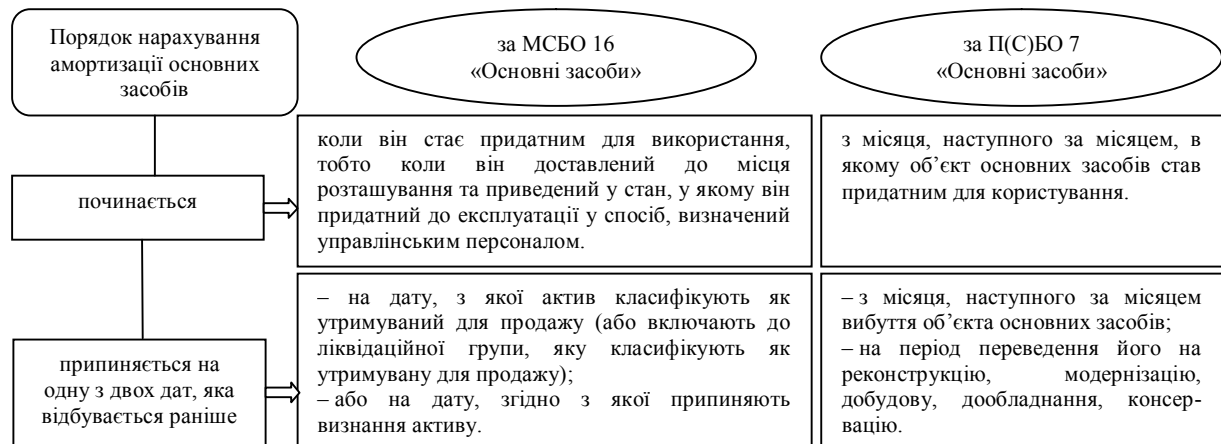 Порядок нарахування
амортизації основних
засобів
за МСБО 16
«Основні засоби»
за П(С)БО 7
«Основні засоби»
починається
коли він стає придатним для використання,
тобто коли він доставлений до місця
розташування та приведений у стан, у якому він
придатний до експлуатації у спосіб, визначений
управлінським персоналом.
з місяця, наступного за місяцем, в
якому об’єкт основних засобів став
придатним для користування.
припиняється на
одну з двох дат, яка
відбувається раніше
– на дату, з якої актив класифікують як
утримуваний для продажу (або включають до
ліквідаційної групи, яку класифікують як
утримувану для продажу);
– або на дату, згідно з якої припиняють
визнання активу.
– з місяця, наступного за місяцем
вибуття об’єкта основних засобів;
– на період переведення його на
реконструкцію, модернізацію,
добудову, дообладнання, консер-
вацію.